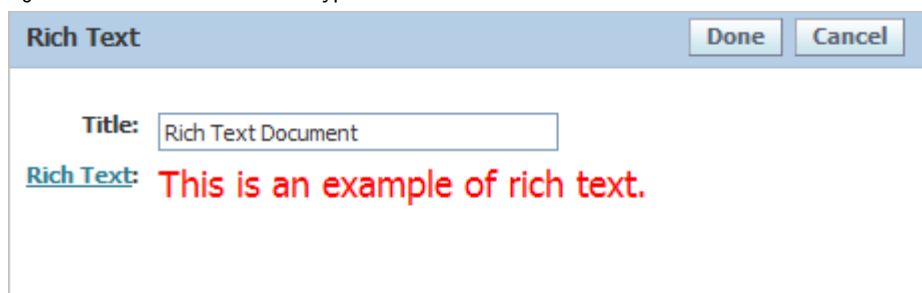 Rich Text Done Cancel
Title: Rich Text Document
Rich Text: This is an example of rich text.